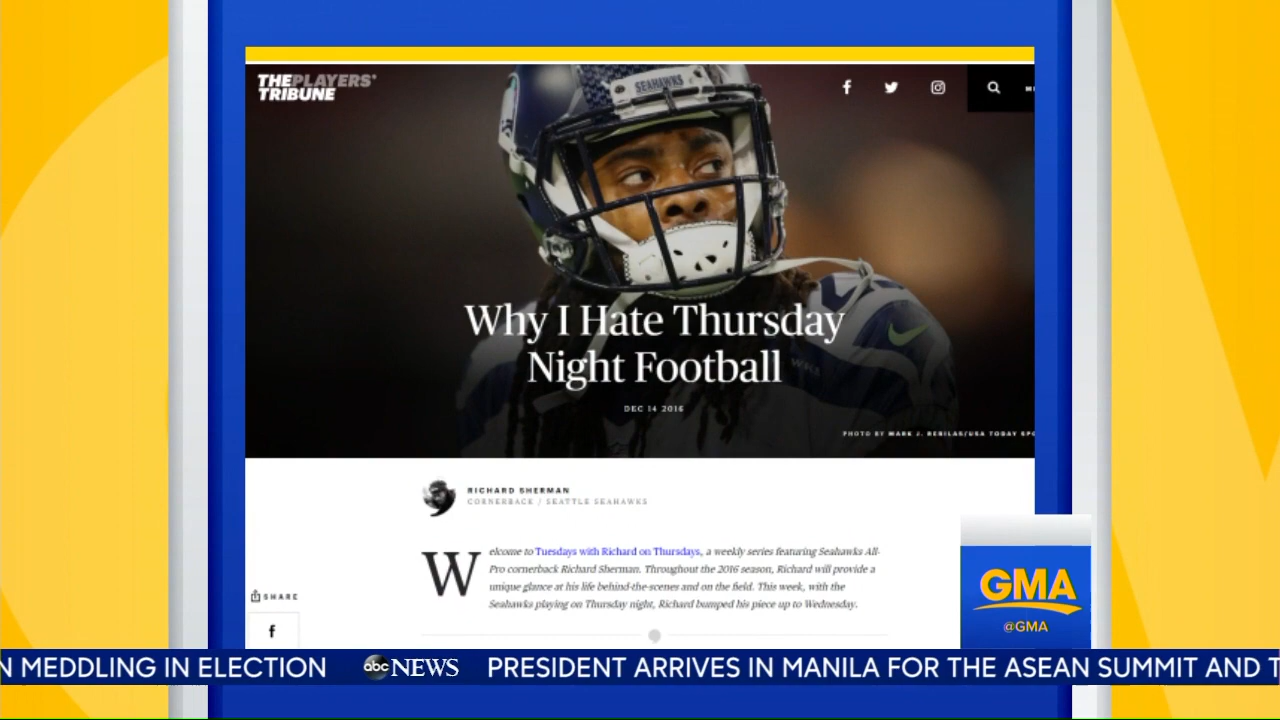 THEPLAYERS'
TRIBUNE
SEAHAWKS
Why I Hate Thursday
Night Football
DEC 14 2016
PHOTO BY MARK J. REBILAS/USA TODAY SPO
RICHARD SHERMAN
CORNERBACK / SEATTLE SEAHAWKS
Welcome to Tuesdays with Richard on Thursdays, a weekly series featuring Seahawks All-
Pro cornerback Richard Sherman. Throughout the 2016 season, Richard will provide a
unique glance at his life behind-the-scenes and on the field. This week, with the
Seahawks playing on Thursday night, Richard bumped his piece up to Wednesday.
SHARE
f
GMA
@GMA
N MEDDLING IN ELECTION abc NEWS PRESIDENT ARRIVES IN MANILA FOR THE ASEAN SUMMIT AND T